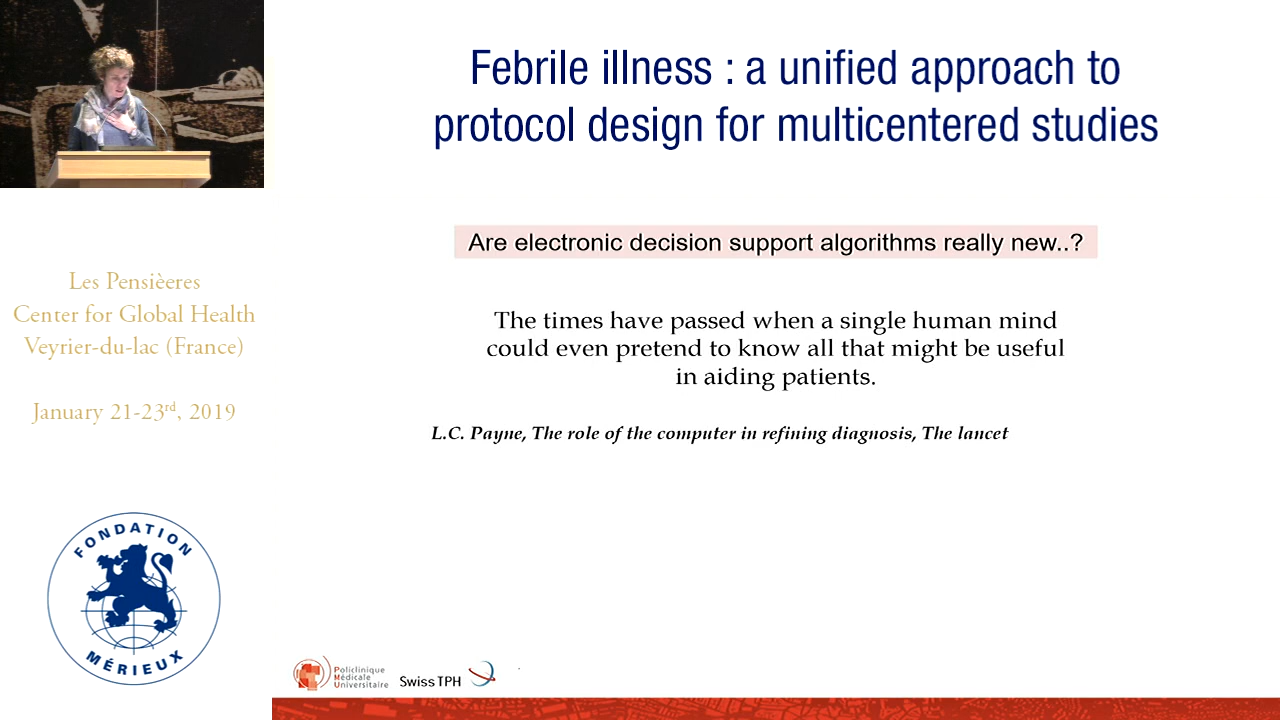 Febrile illness : a unified approach to
protocol design for multicentered studies
Are electronic decision support algorithms really new..?
The times have passed when a single human mind
could even pretend to know all that might be useful
in aiding patients.
L.C. Payne, The role of the computer in refining diagnosis, The lancet
Les Pensièeres
Center for Global Health
Veyrier-du-lac (France)
January 21-23rd, 2019
FONDATION
MÉRIEUX
Policlinique
Médicale
Universitaire
Swiss TPH